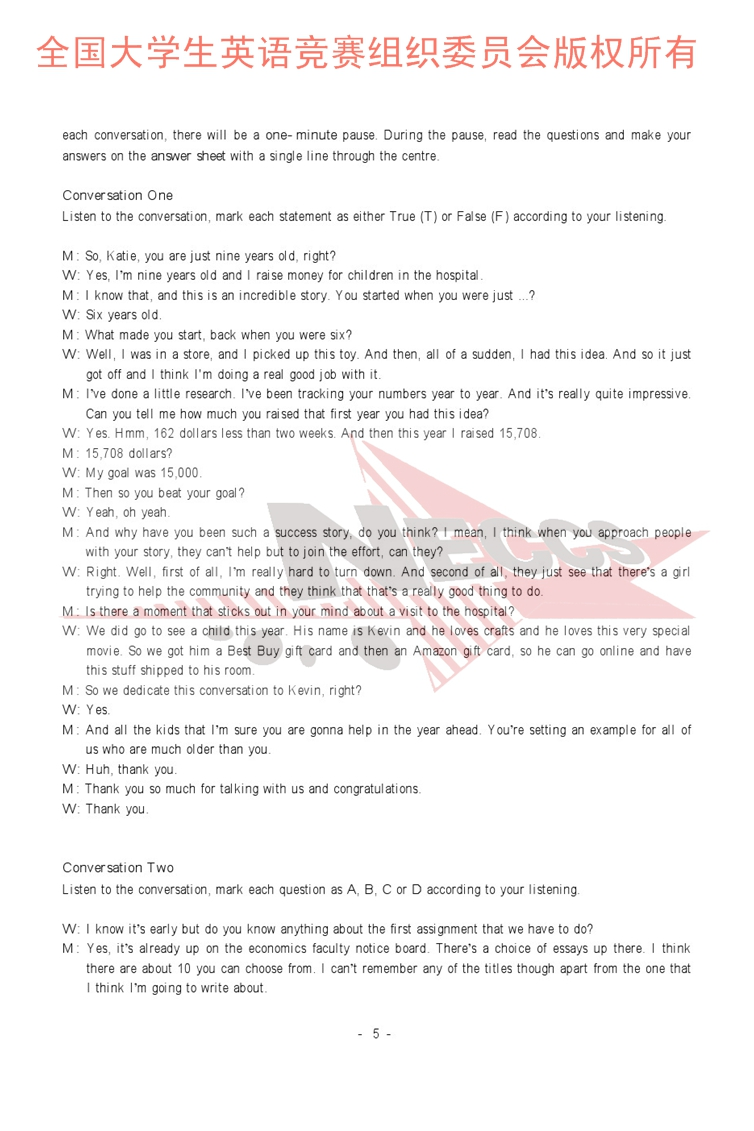 全国大学生英语竞赛组织委员会版权所有
each conversation, there will be a one-minute pause. During the pause, read the questions and make your
answers on the answer sheet with a single line through the centre.
Conversation One
Listen to the conversation, mark each statement as either True (T) or False (F) according to your listening.
M: So, Katie, you are just nine years old, right?
W: Yes, I'm nine years old and I raise money for children in the hospital.
M: I know that, and this is an incredible story. You started when you were just ...?
W: Six years old.
M: What made you start, back when you were six?
W: Well, I was in a store, and I picked up this toy. And then, all of a sudden, I had this idea. And so it just
got off and I think I'm doing a real good job with it.
M: I've done a little research. I've been tracking your numbers year to year. And it's really quite impressive.
Can you tell me how much you raised that first year you had this idea?
W: Yes. Hmm, 162 dollars less than two weeks. And then this year I raised 15,708.
M: 15,708 dollars?
W: My goal was 15,000.
M: Then so you beat your goal?
W: Yeah, oh yeah.
M: And why have you been such a success story, do you think? I mean, I think when you approach people
with your story, they can't help but to join the effort, can they?
W: Right. Well, first of all, I'm really hard to turn down. And second of all, they just see that there's a girl
trying to help the community and they think that that's a really good thing to do.
M: Is there a moment that sticks out in your mind about a visit to the hospital?
W: We did go to see a child this year. His name is Kevin and he loves crafts and he loves this very special
movie. So we got him a Best Buy gift card and then an Amazon gift card, so he can go online and have
this stuff shipped to his room.
M: So we dedicate this conversation to Kevin, right?
W: Yes.
M: And all the kids that I'm sure you are gonna help in the year ahead. You're setting an example for all of
us who are much older than you.
W: Huh, thank you.
M: Thank you so much for talking with us and congratulations.
W: Thank you.
Conversation Two
Listen to the conversation, mark each question as A, B, C or D according to your listening.
W: I know it's early but do you know anything about the first assignment that we have to do?
M: Yes, it's already up on the economics faculty notice board. There's a choice of essays up there. I think
there are about 10 you can choose from. I can't remember any of the titles though apart from the one that
I think I'm going to write about.
- 5 -
NECCS